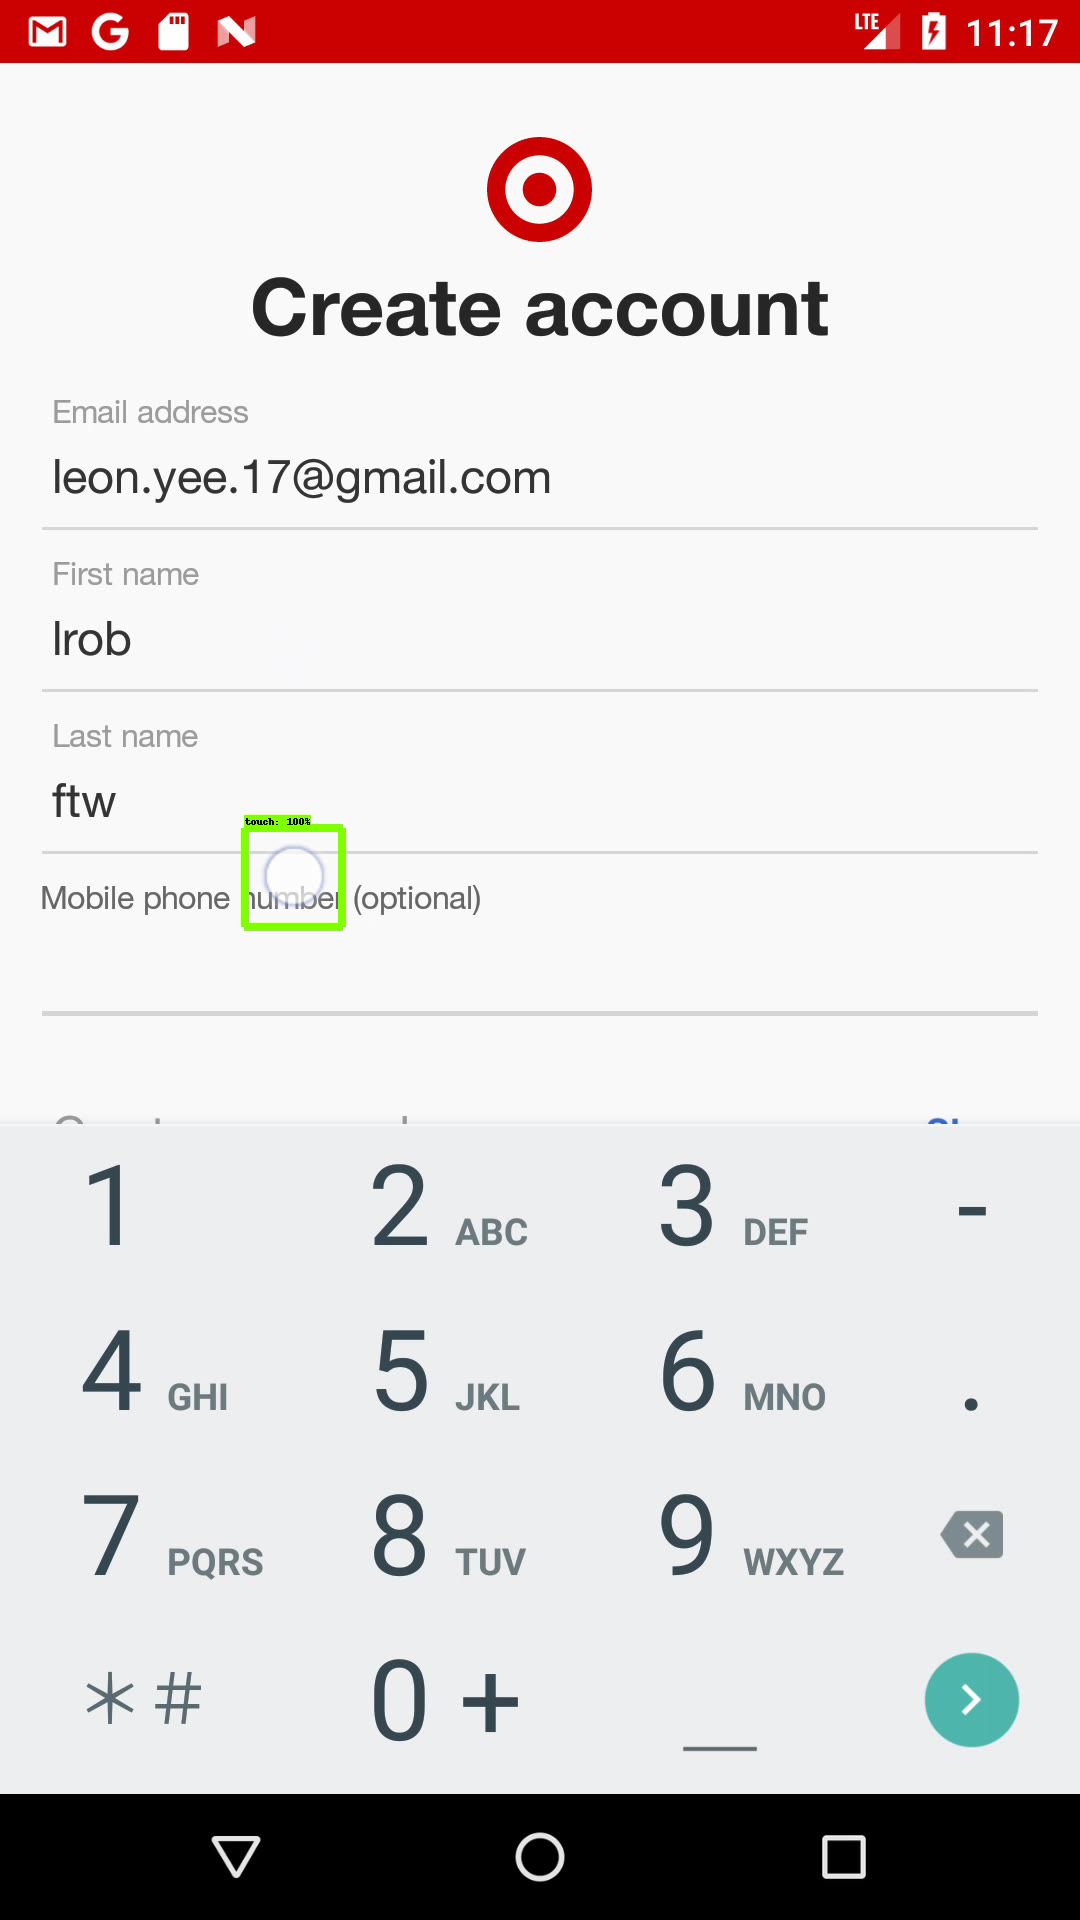 LTE 11:17
Create account
Email address
leon.yee.17@gmail.com
First name
lrob
Last name
ftw
touch: 100%
Mobile phone number (optional)
1 2 ABC 3 DEF -
4 GHI 5 JKL 6 MNO .
7 PQRS 8 TUV 9 WXYZ
*# 0 +